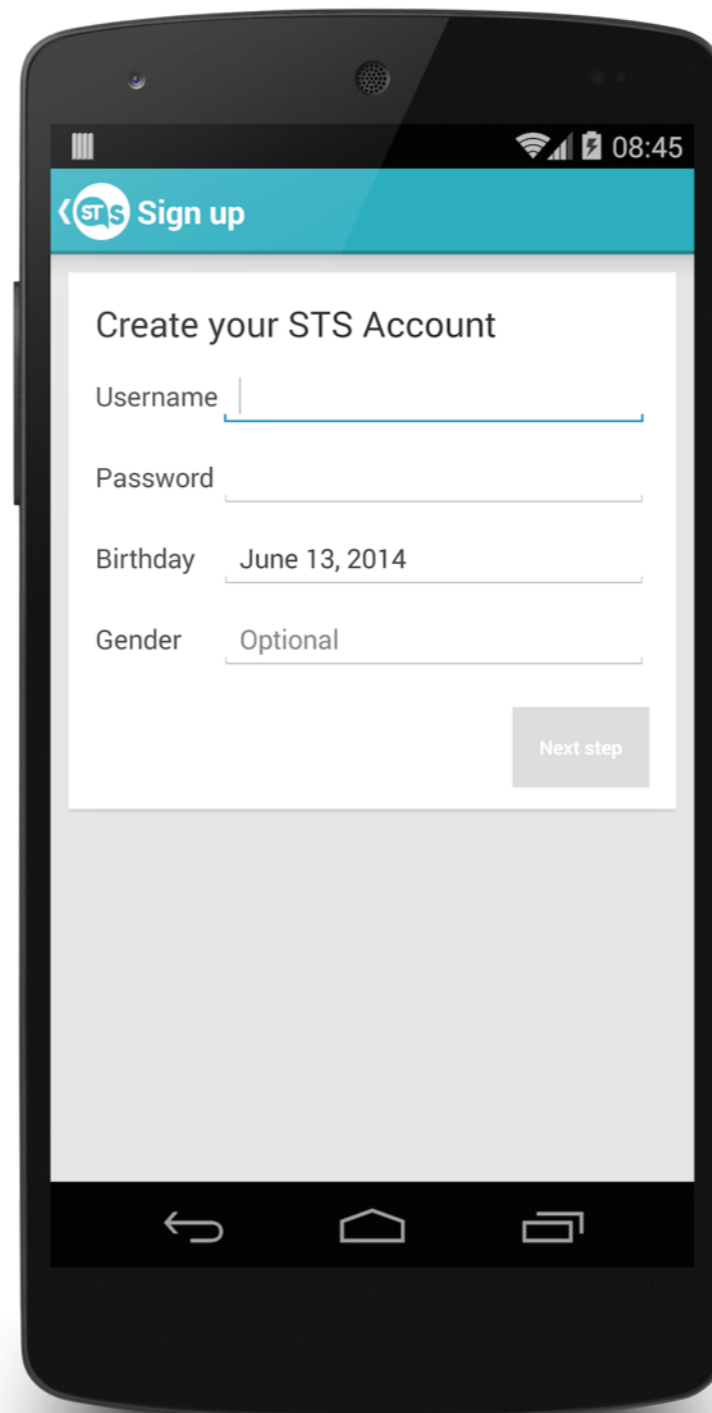 08:45
STS Sign up
Create your STS Account
Username
Password
Birthday June 13, 2014
Gender Optional
Next step